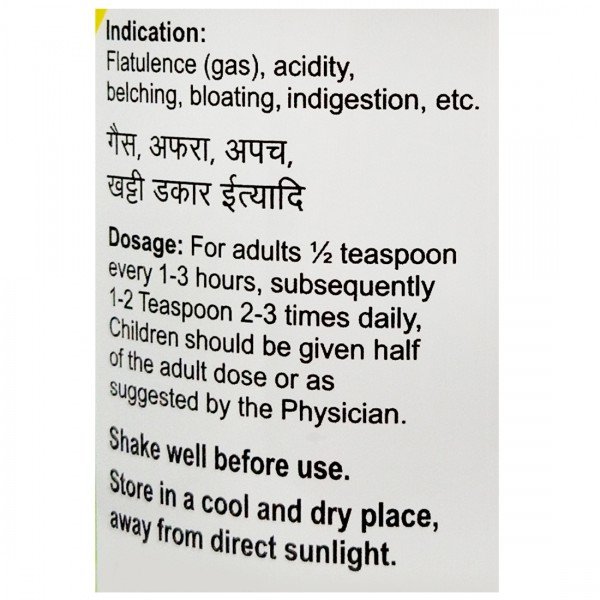 Indication:
Flatulence (gas), acidity,
belching, bloating, indigestion, etc.
गैस, अफरा, अपच,
खट्टी डकार ईत्यादि
Dosage: For adults ½ teaspoon
every 1-3 hours, subsequently
1-2 Teaspoon 2-3 times daily,
Children should be given half
of the adult dose or as
suggested by the Physician.
Shake well before use.
Store in a cool and dry place,
away from direct sunlight.